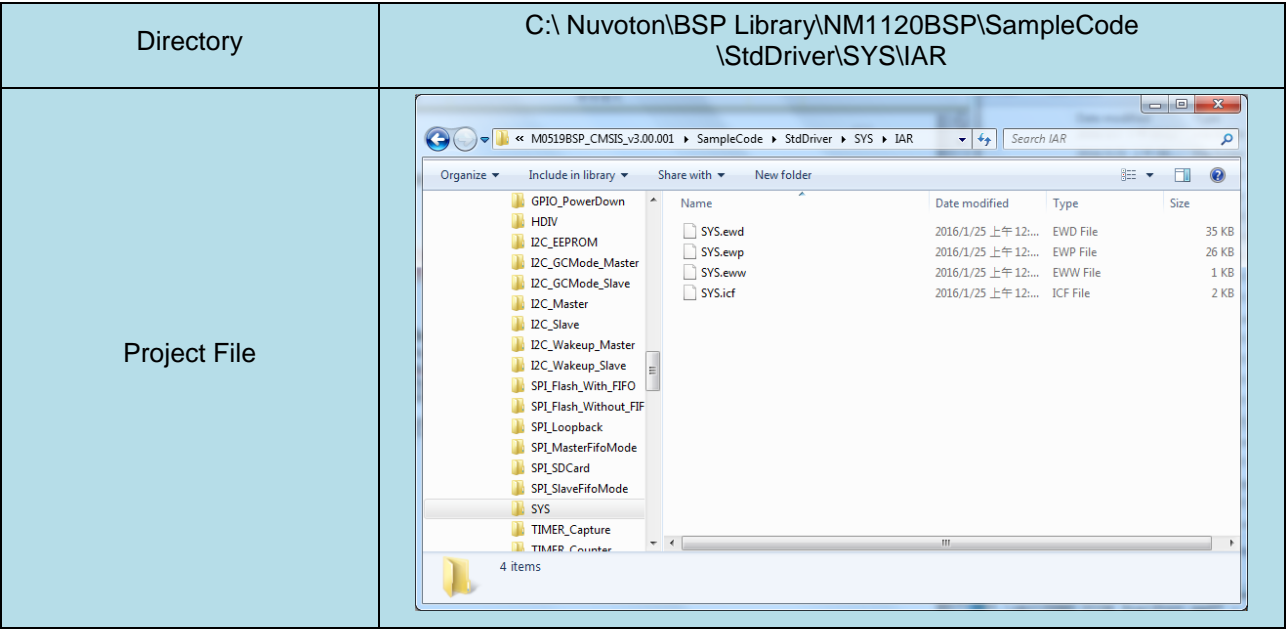 Directory
C:\ Nuvoton\BSP Library\NM1120BSP\SampleCode
\StdDriver\SYS\IAR
Project File
« M0519BSP_CMSIS_v3.00.001 ▸ SampleCode ▸ StdDriver ▸ SYS ▸ IAR
Search IAR
Organize ▾ Include in library ▾ Share with ▾ New folder
GPIO_PowerDown
HDIV
I2C_EEPROM
I2C_GCMode_Master
I2C_GCMode_Slave
I2C_Master
I2C_Slave
I2C_Wakeup_Master
I2C_Wakeup_Slave
SPI_Flash_With_FIFO
SPI_Flash_Without_FIF
SPI_Loopback
SPI_MasterFifoMode
SPI_SDCard
SPI_SlaveFifoMode
SYS
TIMER_Capture
TIMER_Counter
Name Date modified Type Size
SYS.ewd 2016/1/25 上午 12:... EWD File 35 KB
SYS.ewp 2016/1/25 上午 12:... EWP File 26 KB
SYS.eww 2016/1/25 上午 12:... EWW File 1 KB
SYS.icf 2016/1/25 上午 12:... ICF File 2 KB
4 items